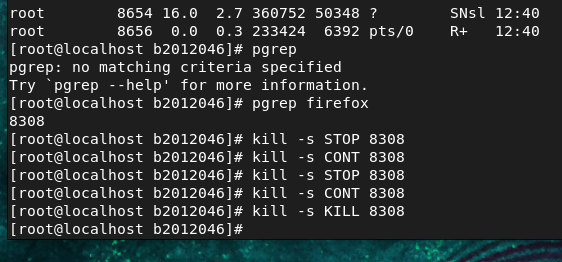 root        8654 16.0  2.7 360752 50348 ?        SNsl 12:40
root        8656  0.0  0.3 233424  6392 pts/0    R+   12:40
[root@localhost b2012046]# pgrep
pgrep: no matching criteria specified
Try `pgrep --help' for more information.
[root@localhost b2012046]# pgrep firefox
8308
[root@localhost b2012046]# kill -s STOP 8308
[root@localhost b2012046]# kill -s CONT 8308
[root@localhost b2012046]# kill -s STOP 8308
[root@localhost b2012046]# kill -s CONT 8308
[root@localhost b2012046]# kill -s KILL 8308
[root@localhost b2012046]#